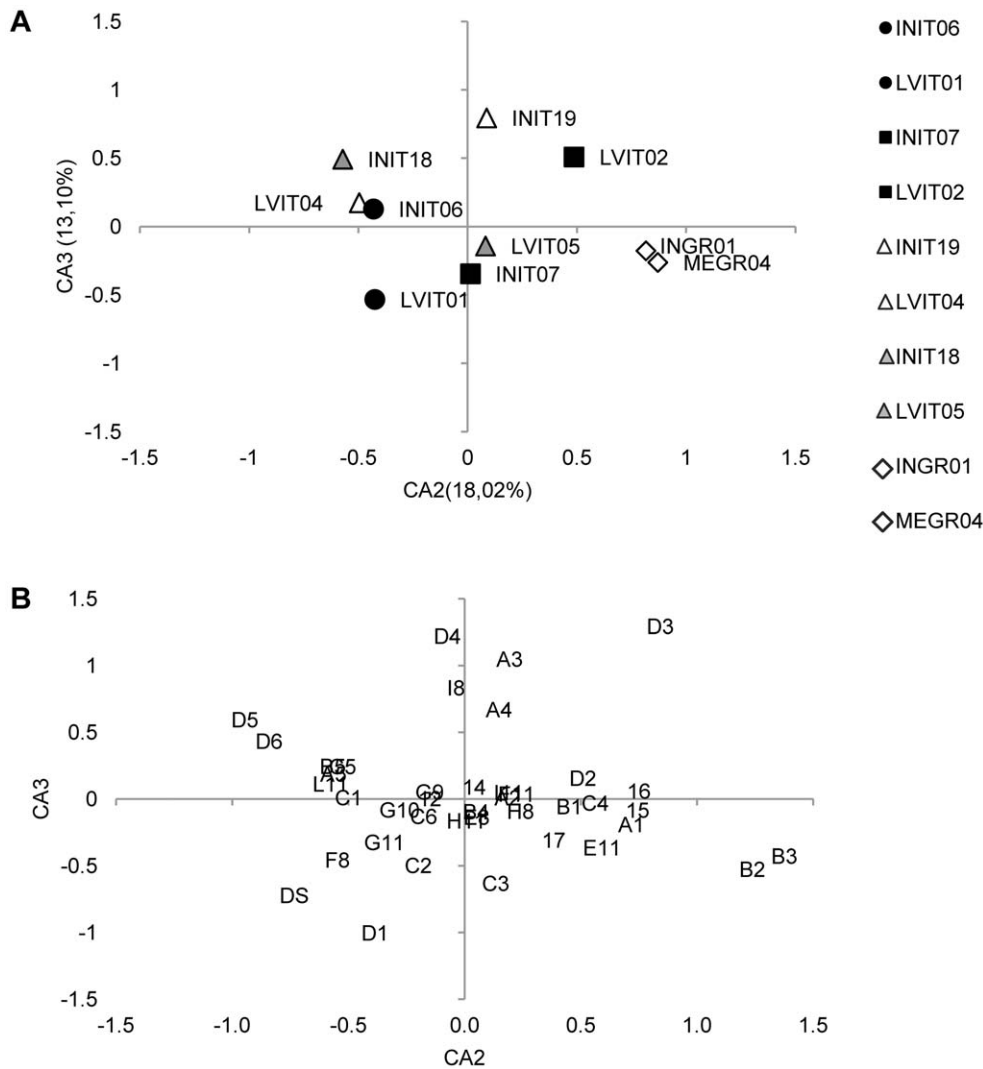 A
1.5
1
0.5
0
-0.5
-1
-1.5
CA3 (13,10%)
-1.5 -1 -0.5 0 0.5 1 1.5
CA2(18,02%)
INIT19
LVIT02
INIT18
LVIT04
INIT06
LVIT05
INGR01
MEGR04
INIT07
LVIT01
INIT06
LVIT01
INIT07
LVIT02
INIT19
LVIT04
INIT18
LVIT05
INGR01
MEGR04
B
1.5
1
0.5
0
-0.5
-1
-1.5
CA3
D4
D3
A3
I8
A4
D5
D6
L11
C1
G9
14
D2
16
B1
C4
15
A1
G10
C6
H8
17
E11
G11
F8
C2
C3
B3
B2
DS
D1
-1.5 -1.0 -0.5 0.0 0.5 1.0 1.5
CA2